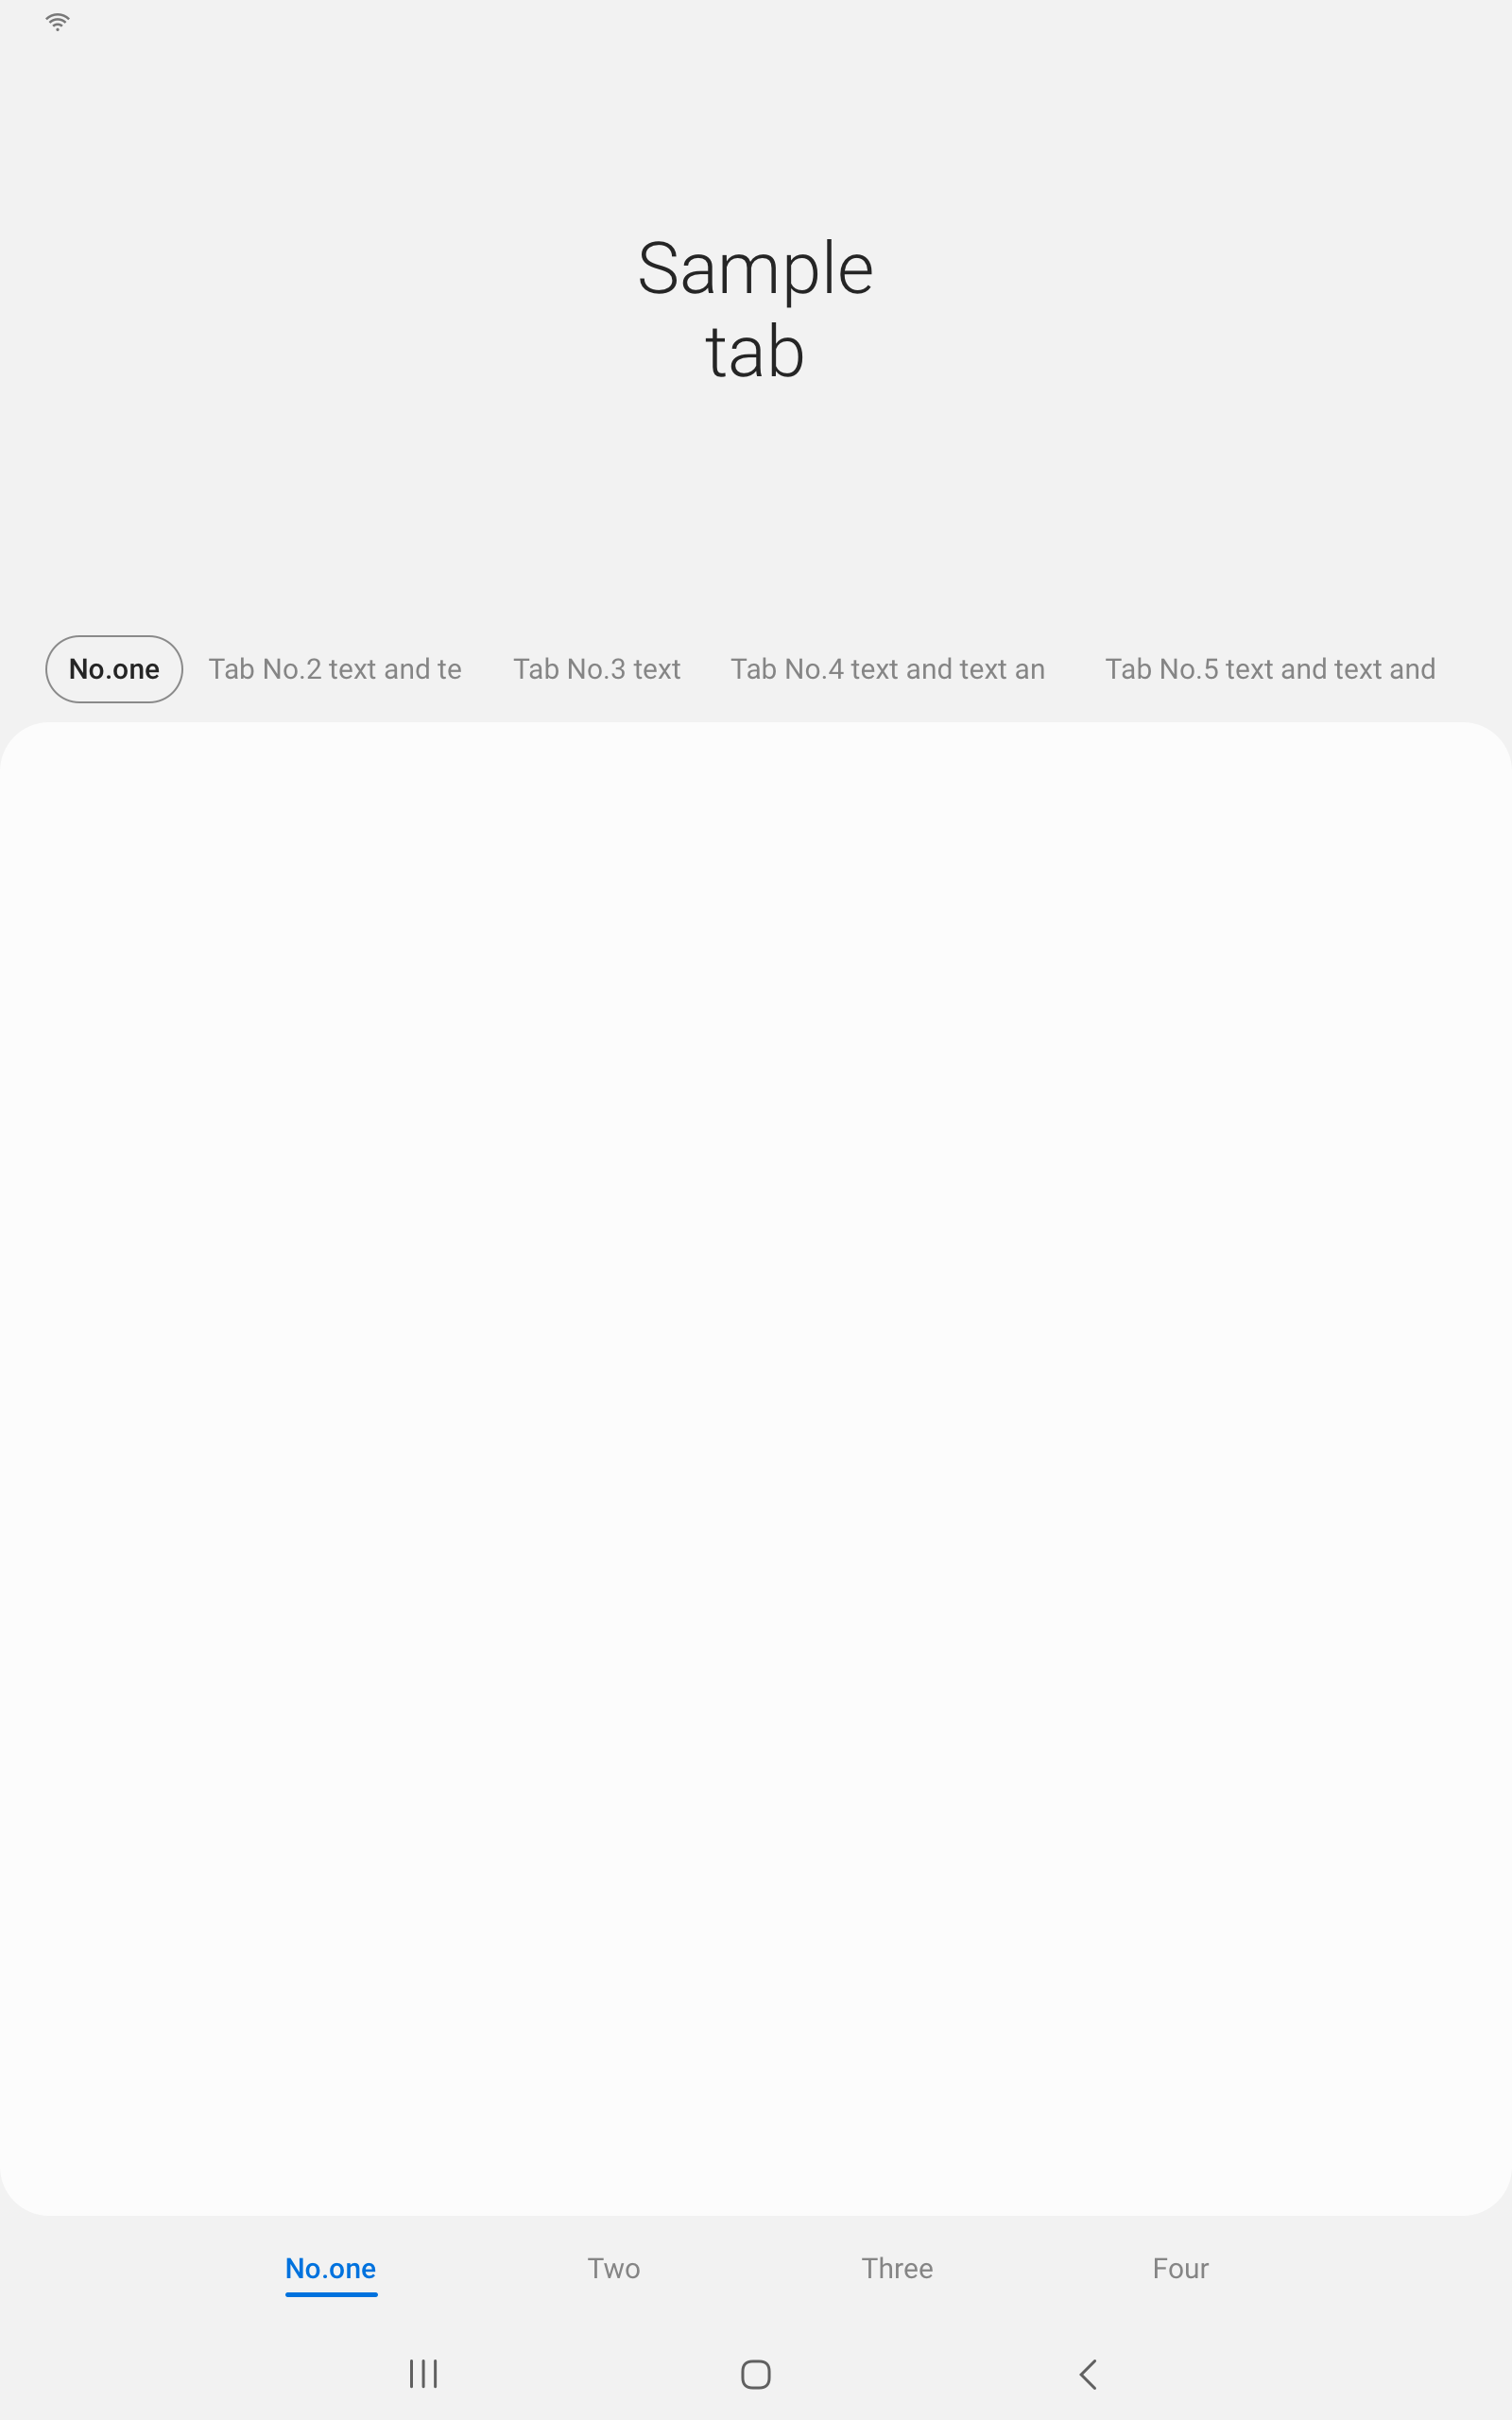 Sample
tab
No.one Tab No.2 text and te Tab No.3 text Tab No.4 text and text an Tab No.5 text and text and
No.one Two Three Four